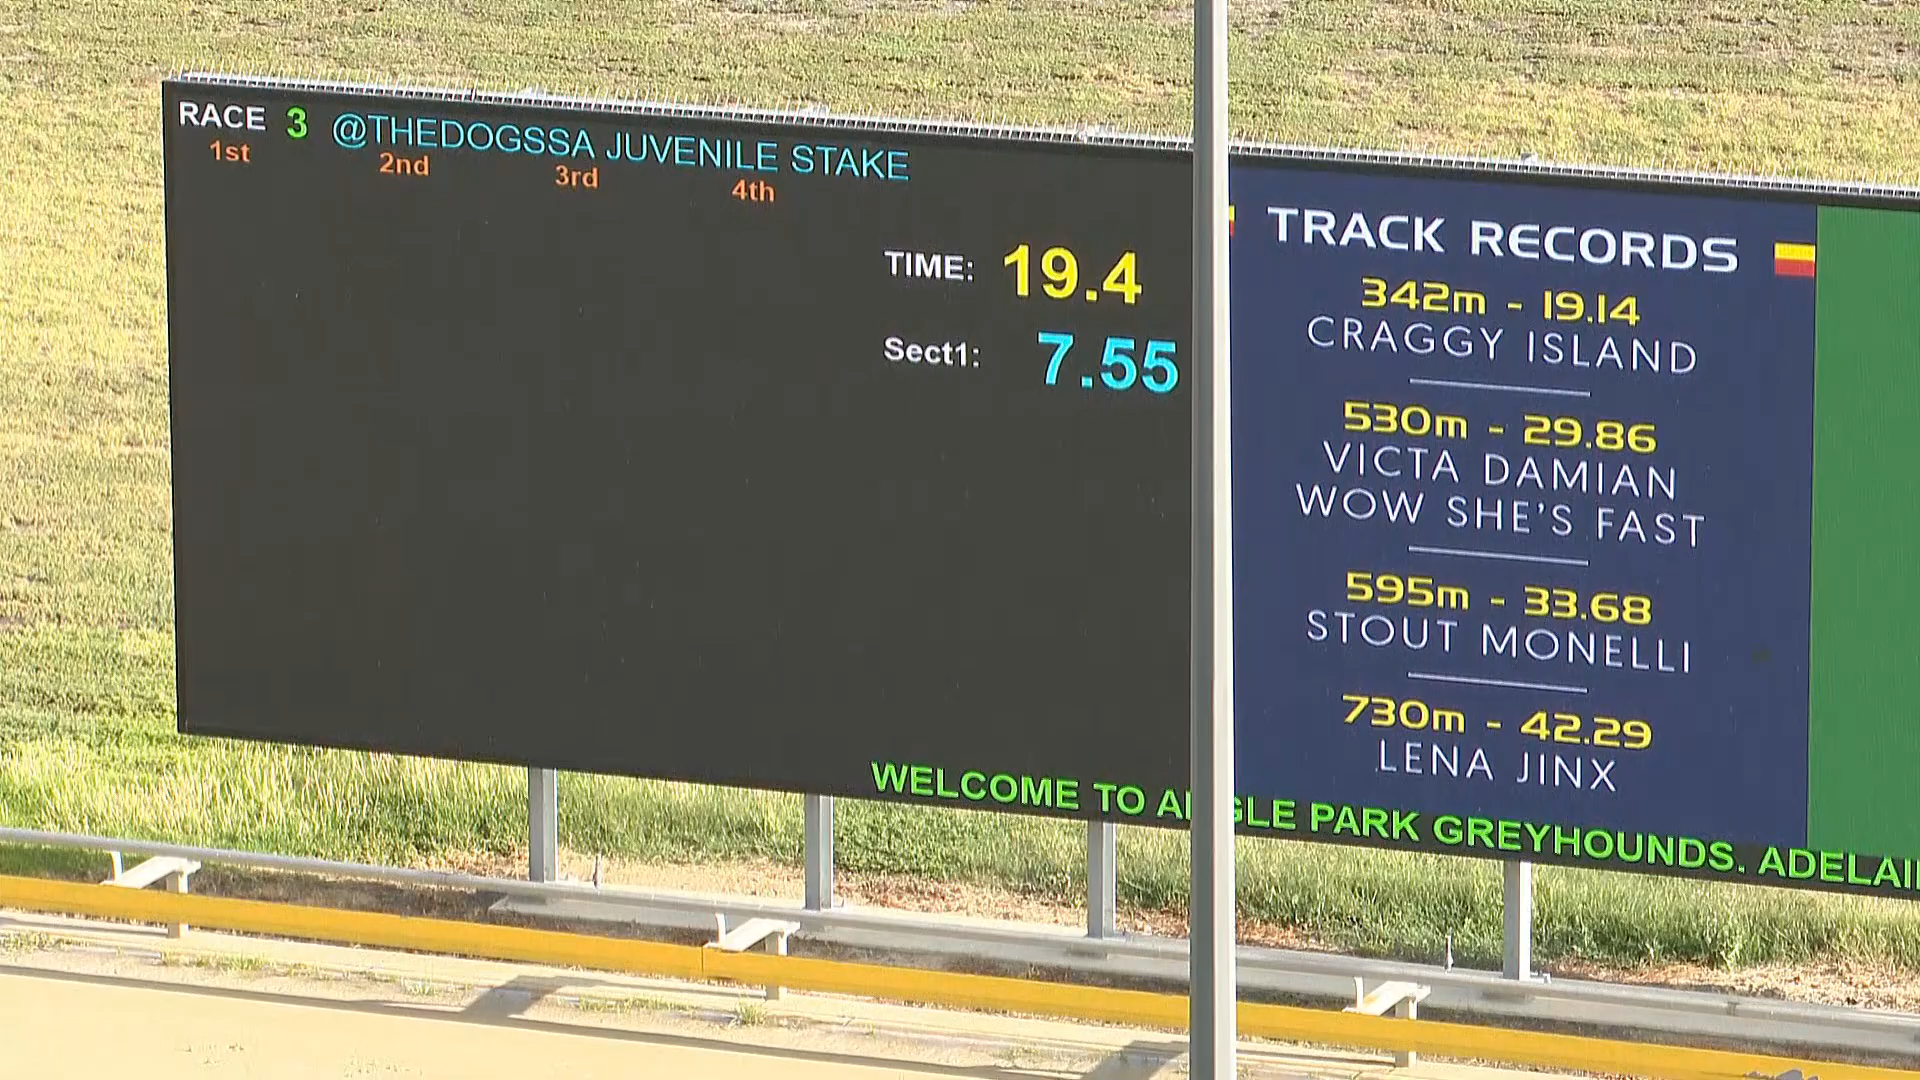 RACE 3 @THEDOGSSA JUVENILE STAKE
1st 2nd 3rd 4th
TIME: 19.4
Sect1: 7.55
TRACK RECORDS
342m - 19.14
CRAGGY ISLAND
530m - 29.86
VICTA DAMIAN
WOW SHE'S FAST
595m - 33.68
STOUT MONELLI
730m - 42.29
LENA JINX
WELCOME TO A GLE PARK GREYHOUNDS. ADELAI